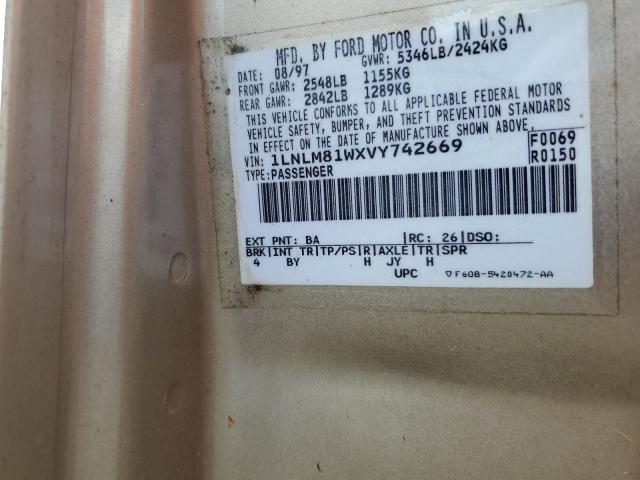 MFD. BY FORD MOTOR CO. IN U.S.A.
DATE: 08/97 GVWR: 5346LB/2424KG
FRONT GAWR: 2548LB 1155KG
REAR GAWR: 2842LB 1289KG
THIS VEHICLE CONFORMS TO ALL APPLICABLE FEDERAL MOTOR
VEHICLE SAFETY, BUMPER, AND THEFT PREVENTION STANDARDS
IN EFFECT ON THE DATE OF MANUFACTURE SHOWN ABOVE.
VIN: 1LNLM81WXVY742669 F0069
TYPE: PASSENGER R0150
EXT PNT: BA |RC: 26|DSO:
BRK|INT TR|TP/PS|R|AXLE|TR|SPR
4 BY H JY H
UPC ▽F60B-5420472-AA